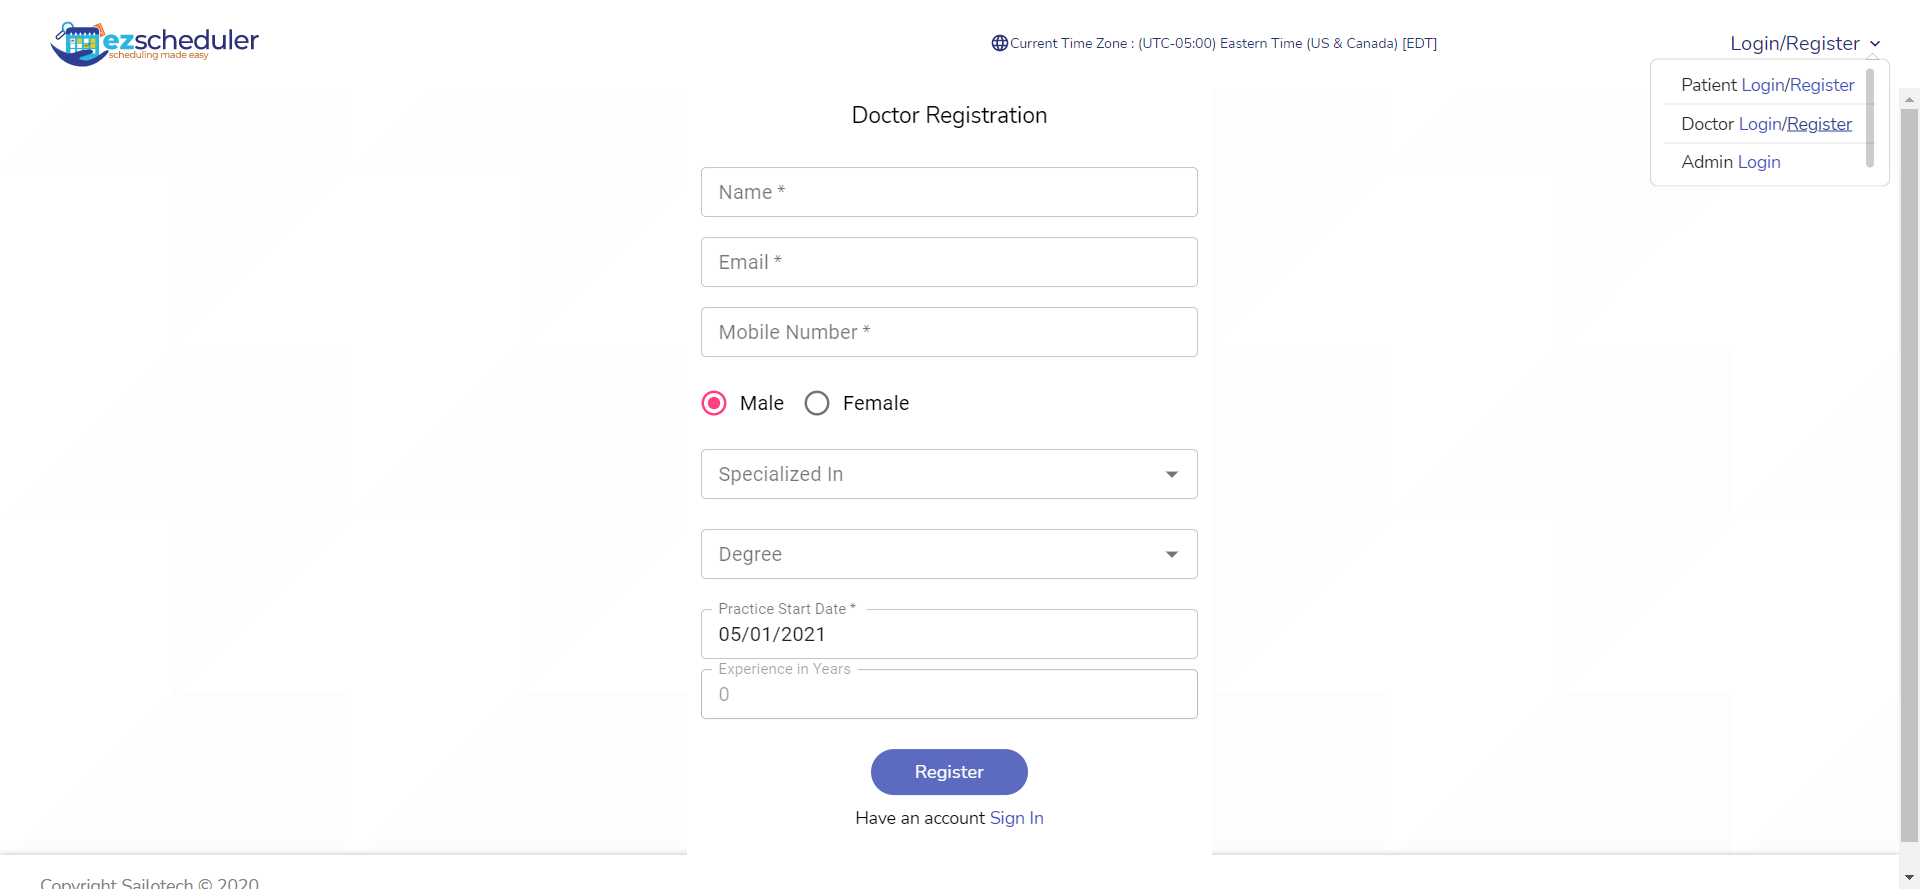 ezscheduler
scheduling made easy
Current Time Zone : (UTC-05:00) Eastern Time (US & Canada) [EDT]
Login/Register
Patient Login/Register
Doctor Login/Register
Admin Login
Doctor Registration
Name *
Email *
Mobile Number *
Male Female
Specialized In
Degree
Practice Start Date *
05/01/2021
Experience in Years
0
Register
Have an account Sign In
Copyright Sailotech © 2020